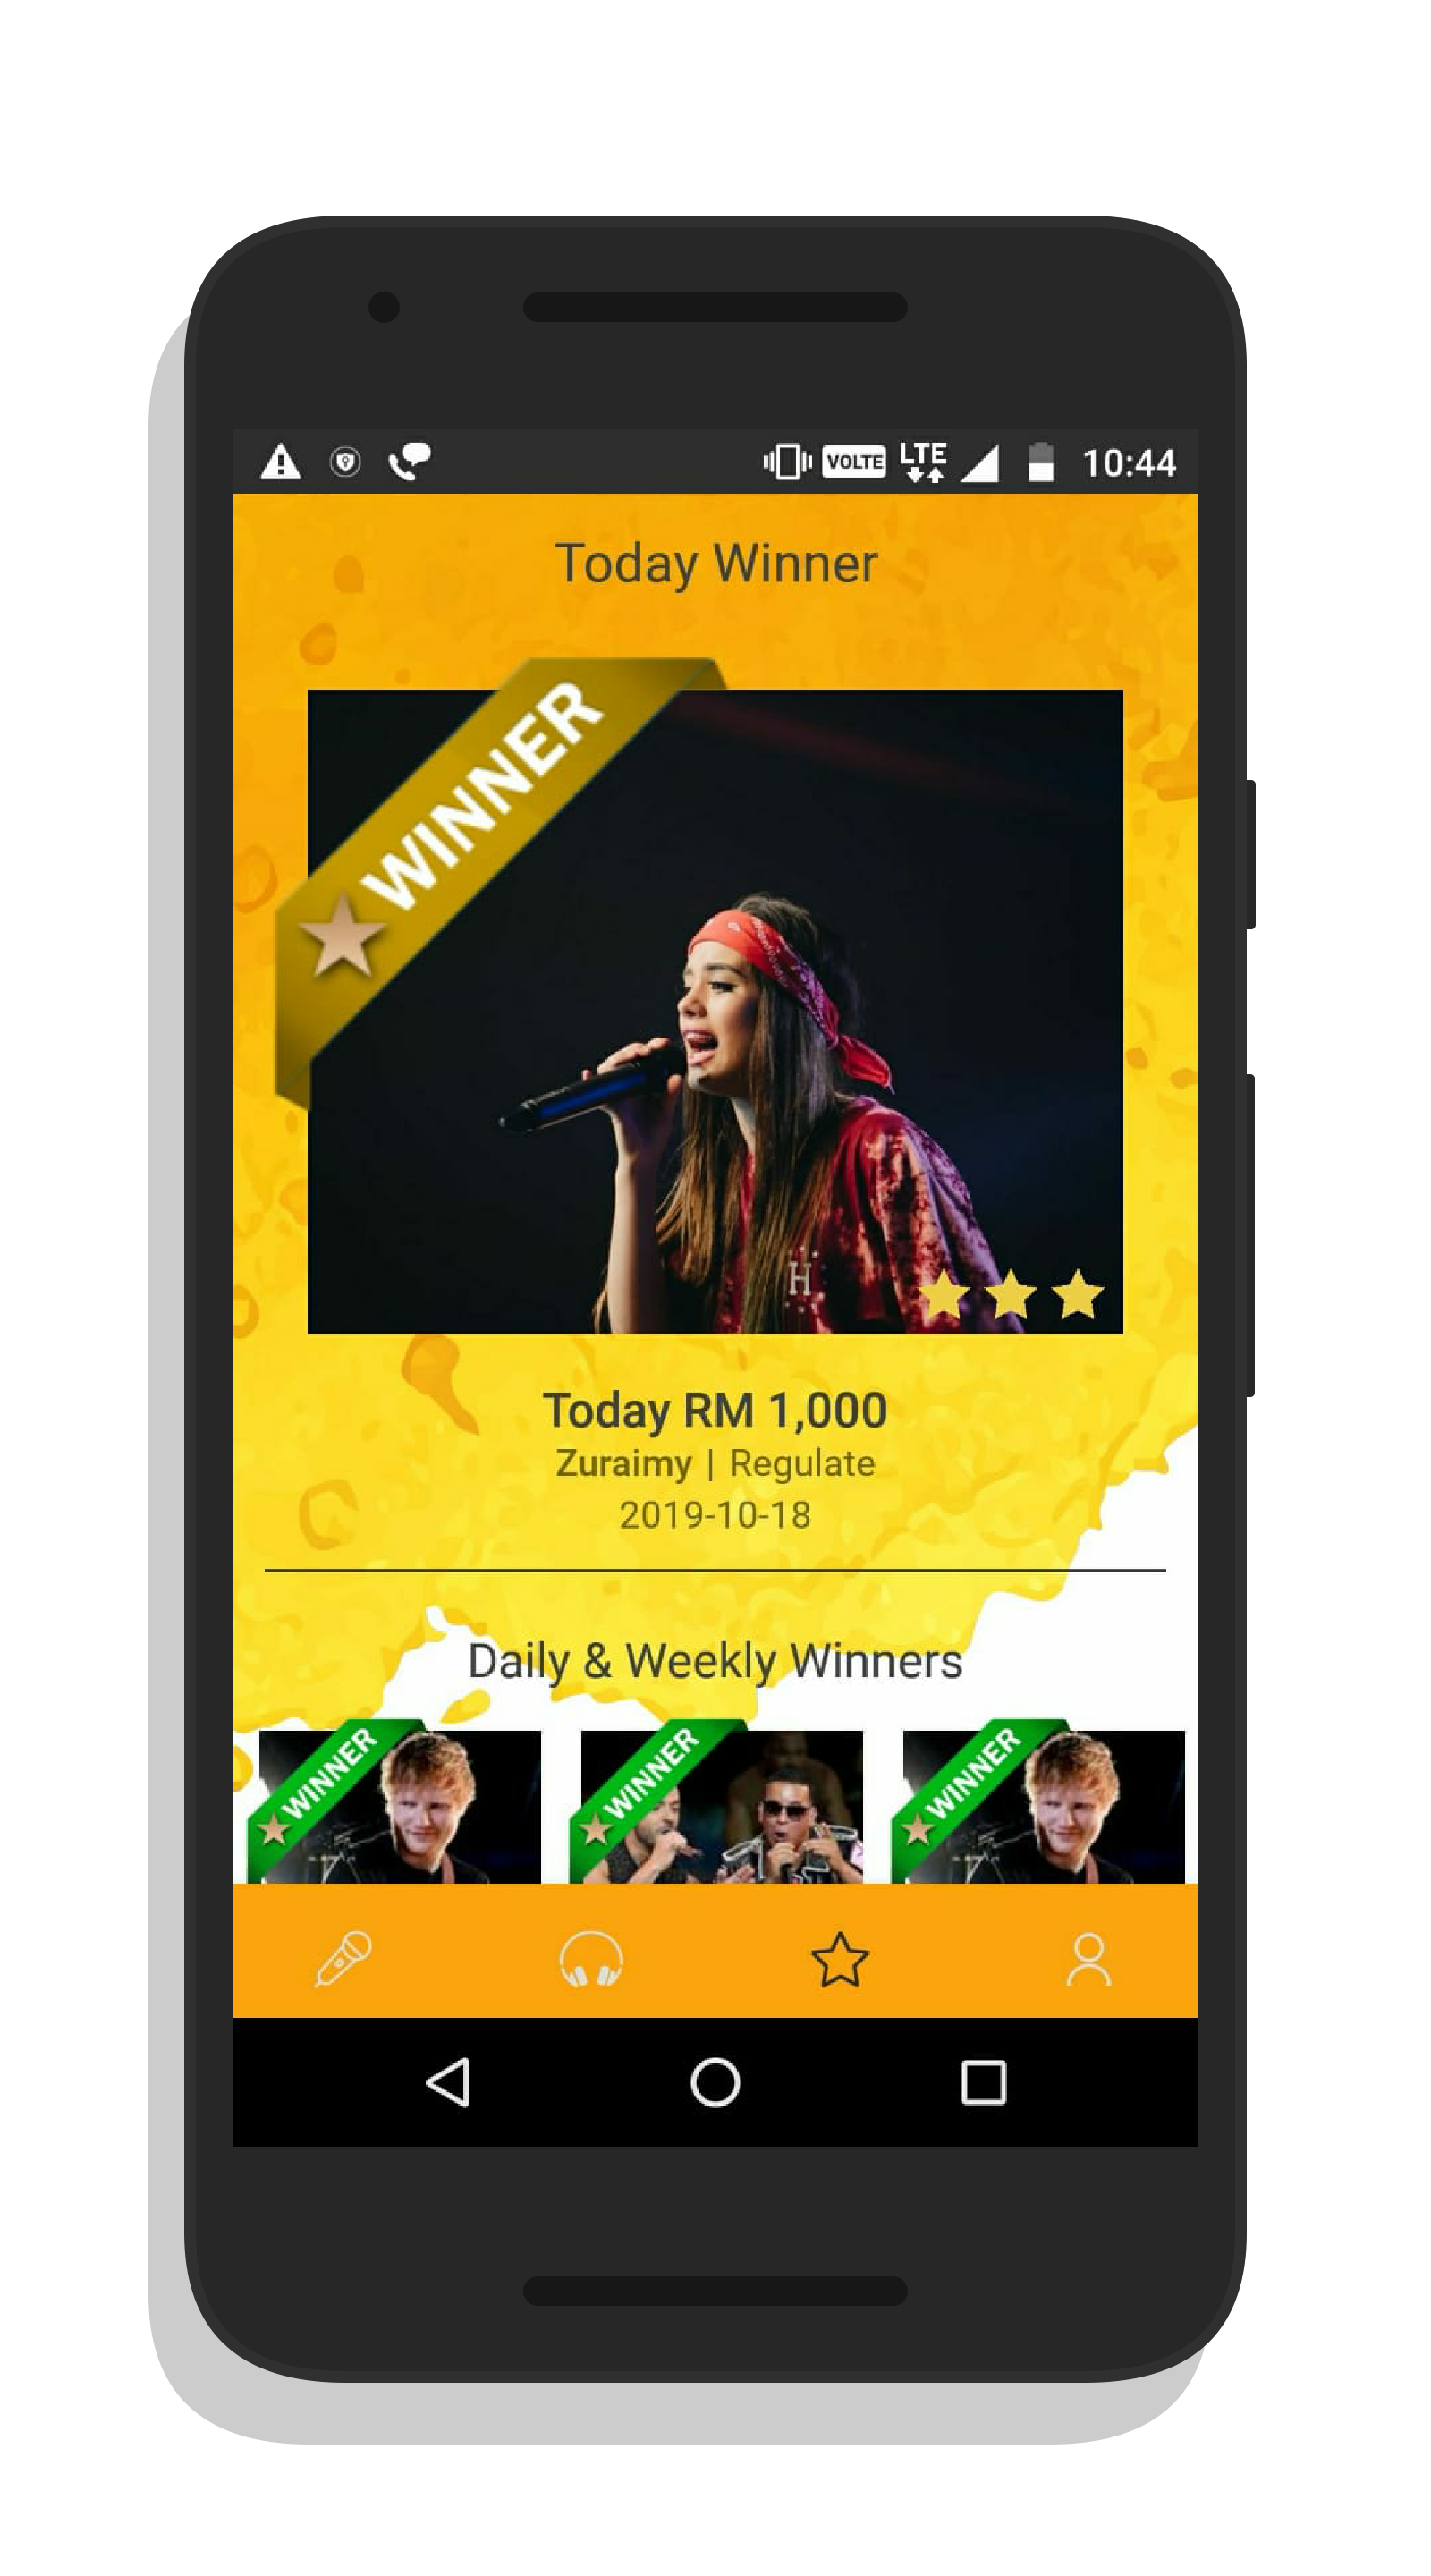 VOLTE LTE 10:44
Today Winner
WINNER
H
Today RM 1,000
Zuraimy | Regulate
2019-10-18
Daily & Weekly Winners
WINNER WINNER WINNER